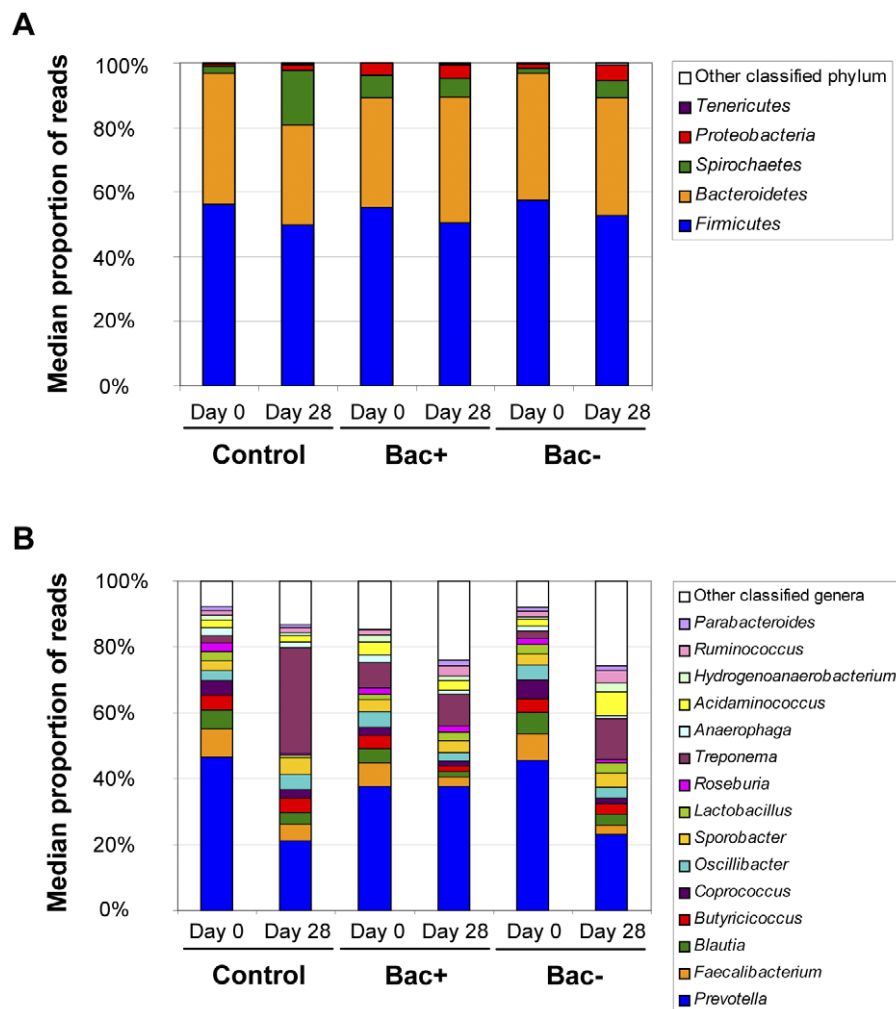 A
Median proportion of reads
100%
80%
60%
40%
20%
0%
Day 0 Day 28 Day 0 Day 28 Day 0 Day 28
Control Bac+ Bac-
Other classified phylum
Tenericutes
Proteobacteria
Spirochaetes
Bacteroidetes
Firmicutes
B
Median proportion of reads
100%
80%
60%
40%
20%
0%
Day 0 Day 28 Day 0 Day 28 Day 0 Day 28
Control Bac+ Bac-
Other classified genera
Parabacteroides
Ruminococcus
Hydrogenoanaerobacterium
Acidaminococcus
Anaerophaga
Treponema
Roseburia
Lactobacillus
Sporobacter
Oscillibacter
Coprococcus
Butyricicoccus
Blautia
Faecalibacterium
Prevotella